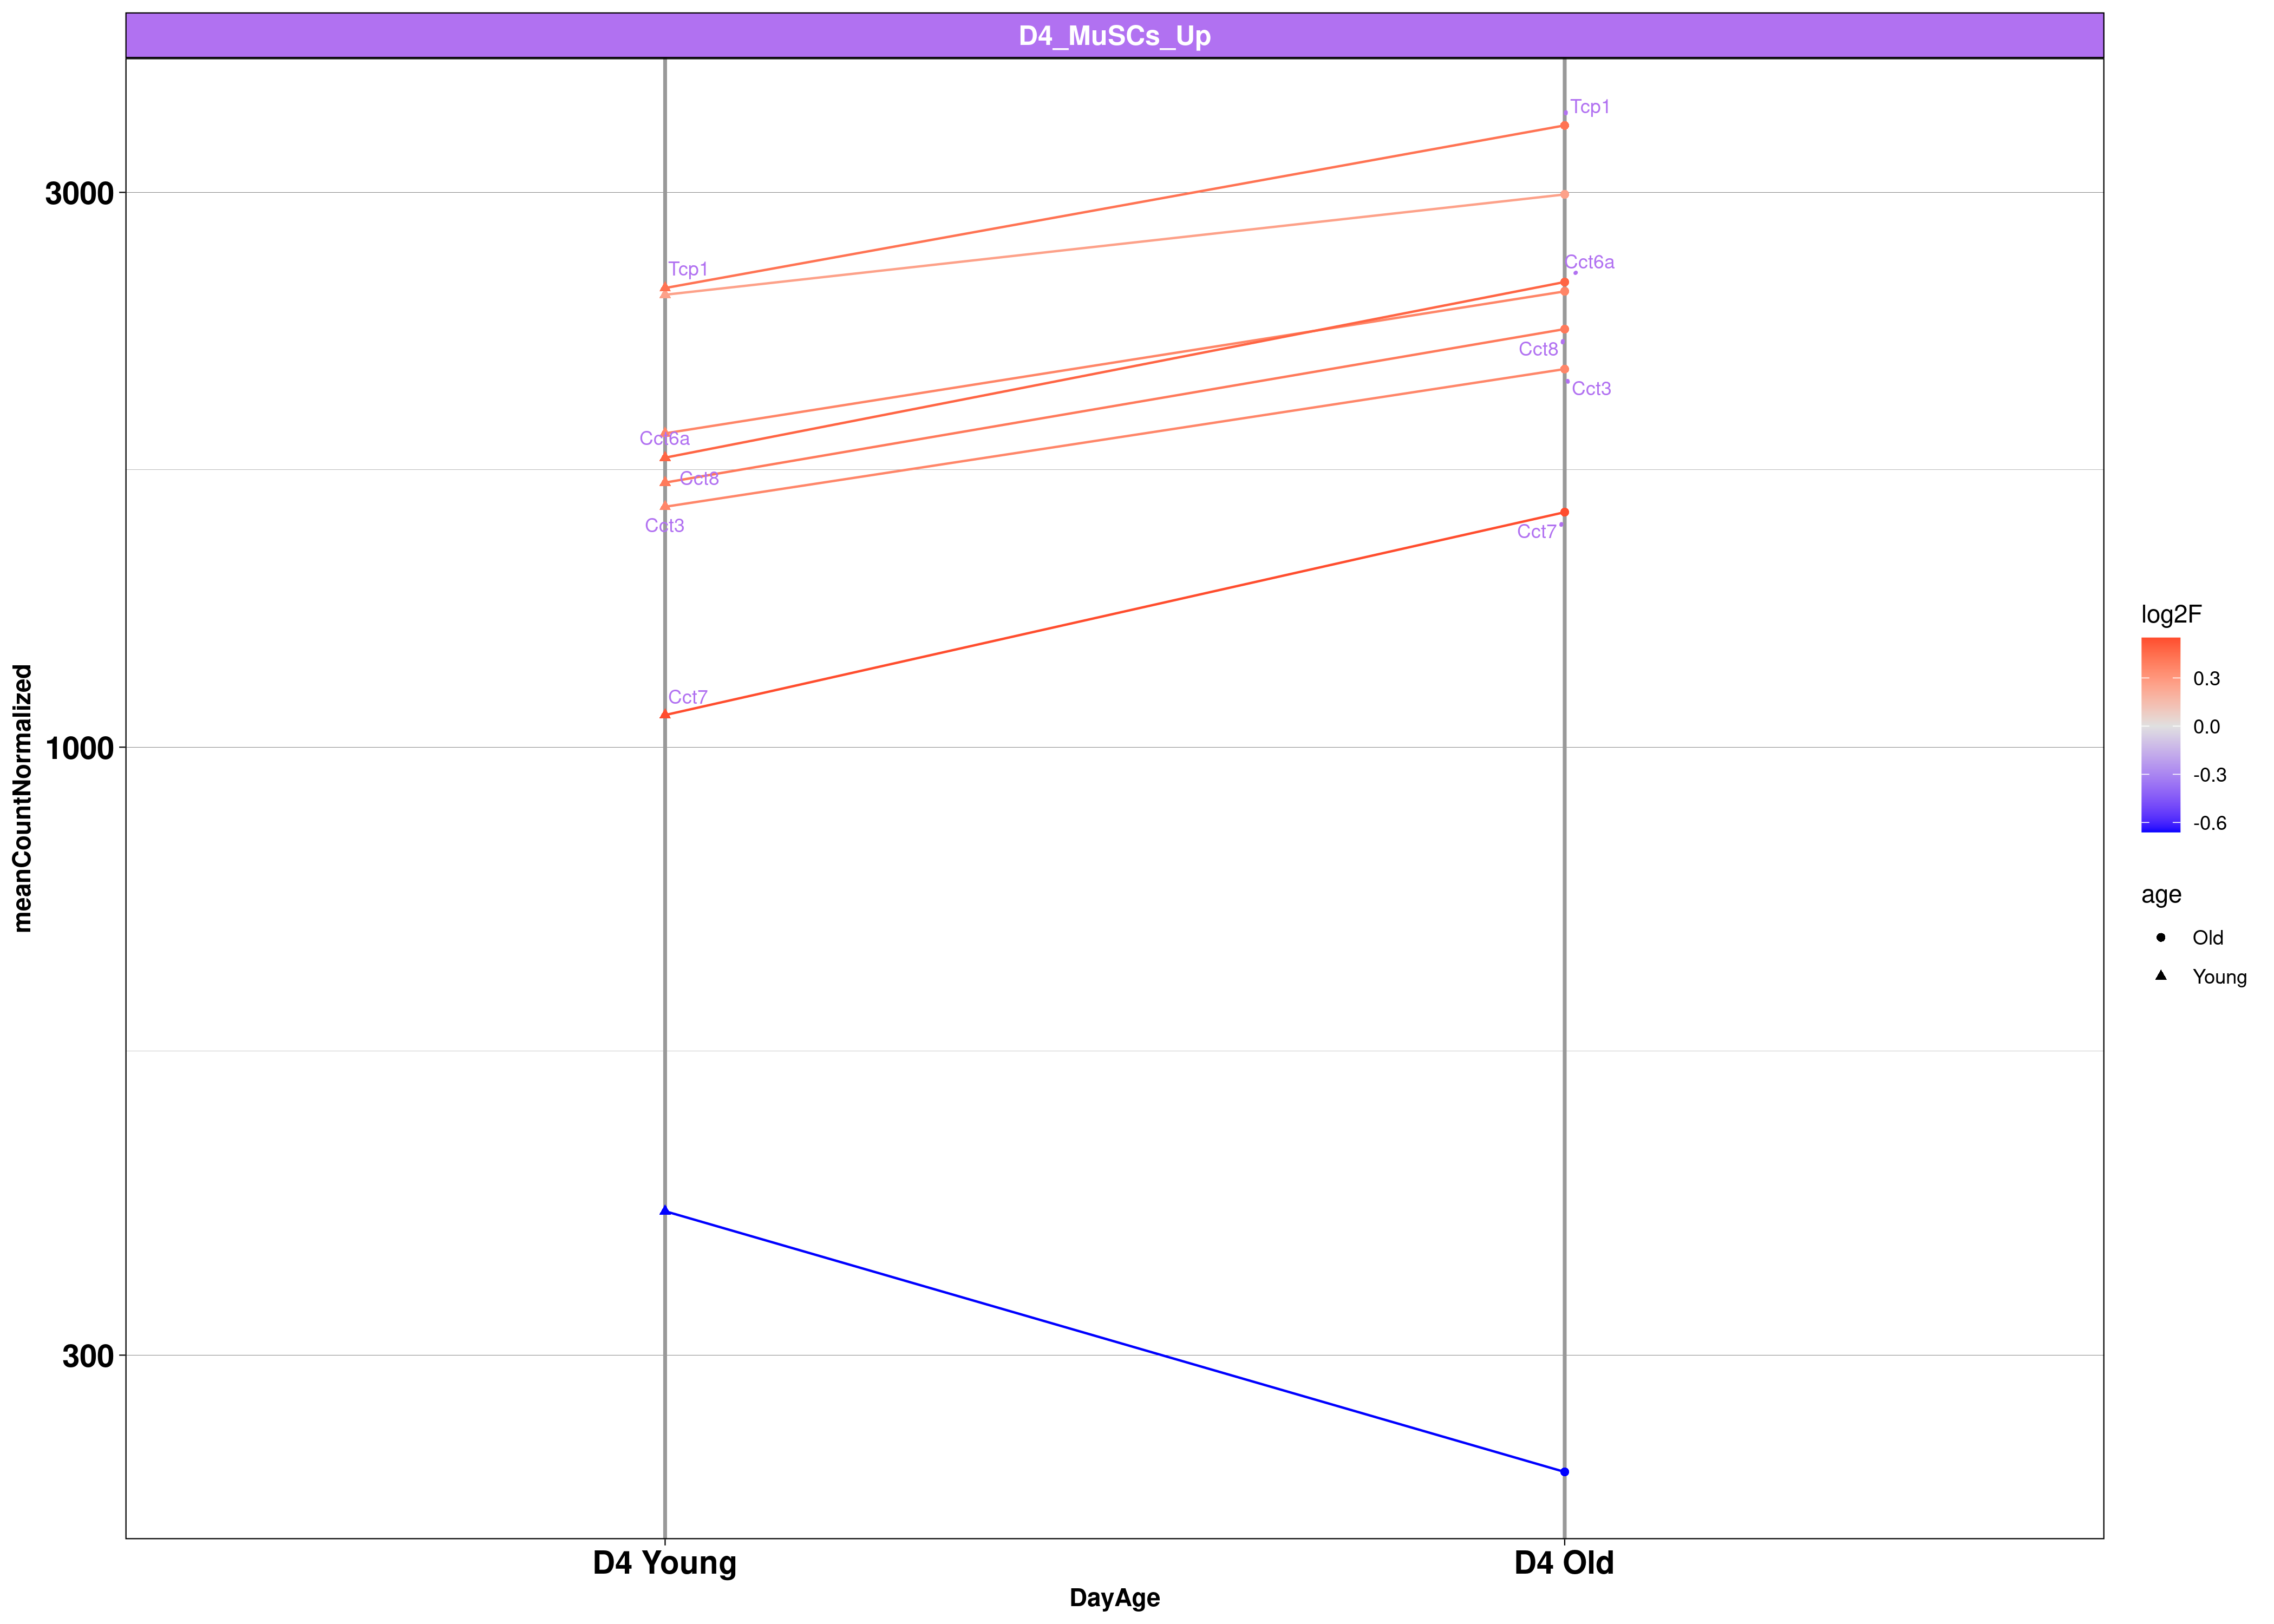 D4_MuSCs_Up
Tcp1
3000
Tcp1
Cct6a
Cct8
Cct3
Cct6a
Cct8
Cct3
Cct7
Cct7
1000
300
meanCountNormalized
D4 Young
D4 Old
DayAge
log2F
0.3
0.0
-0.3
-0.6
age
Old
Young